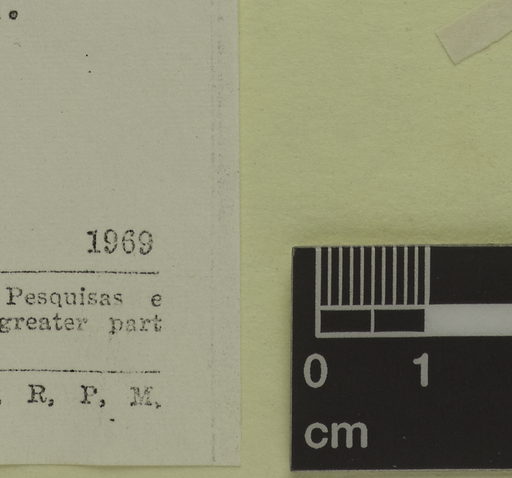 1969
Pesquisas e
greater part
R, P, M,
0 1
cm